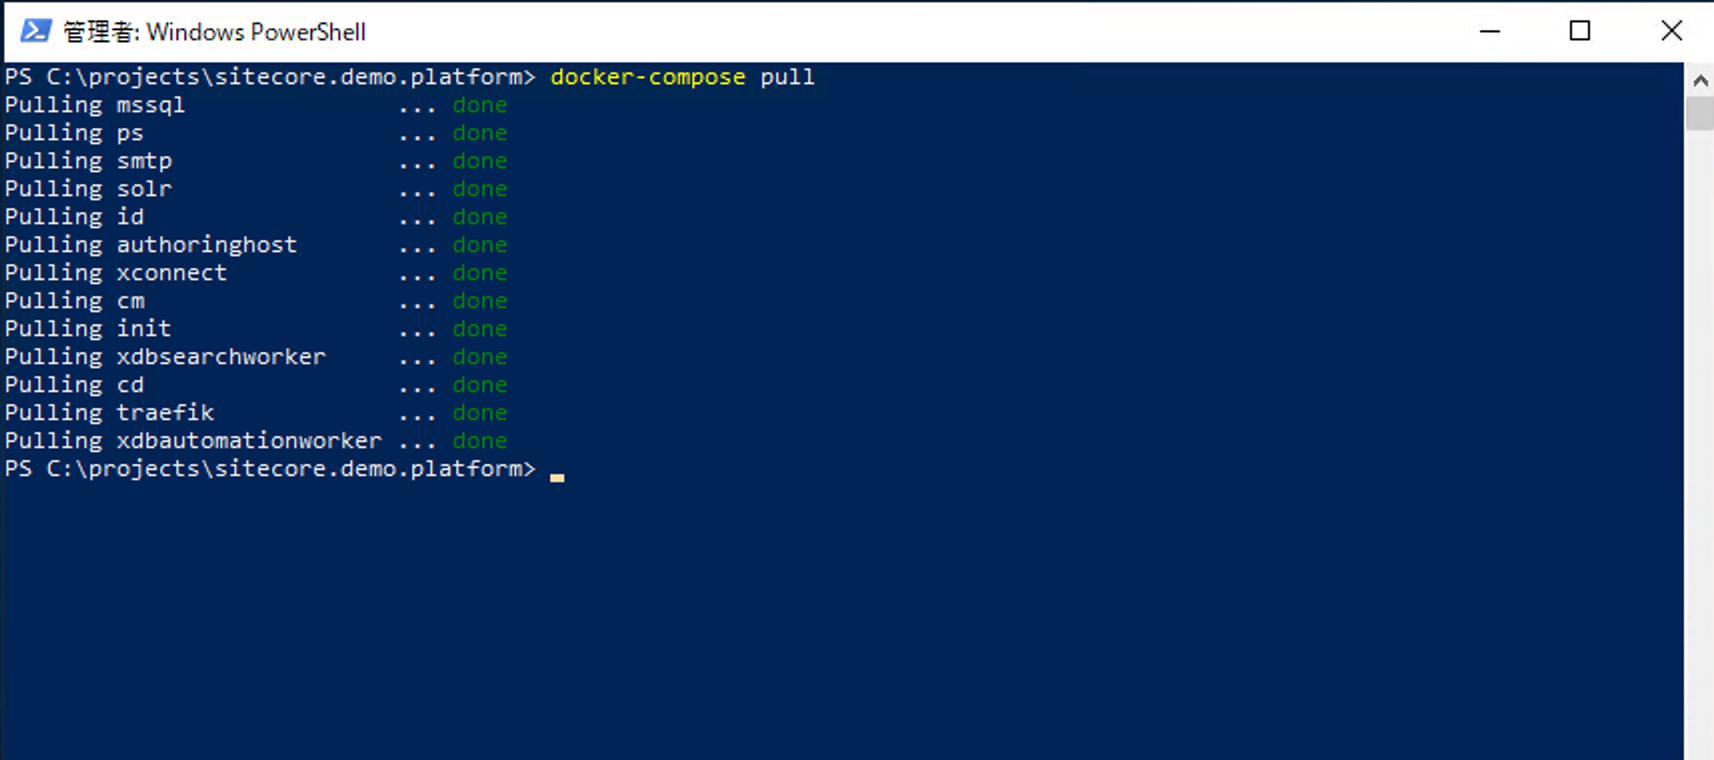 管理者: Windows PowerShell
PS C:\projects\sitecore.demo.platform> docker-compose pull
Pulling mssql               ... done
Pulling ps                  ... done
Pulling smtp                ... done
Pulling solr                ... done
Pulling id                  ... done
Pulling authoringhost       ... done
Pulling xconnect            ... done
Pulling cm                  ... done
Pulling init                ... done
Pulling xdbsearchworker     ... done
Pulling cd                  ... done
Pulling traefik             ... done
Pulling xdbautomationworker ... done
PS C:\projects\sitecore.demo.platform>